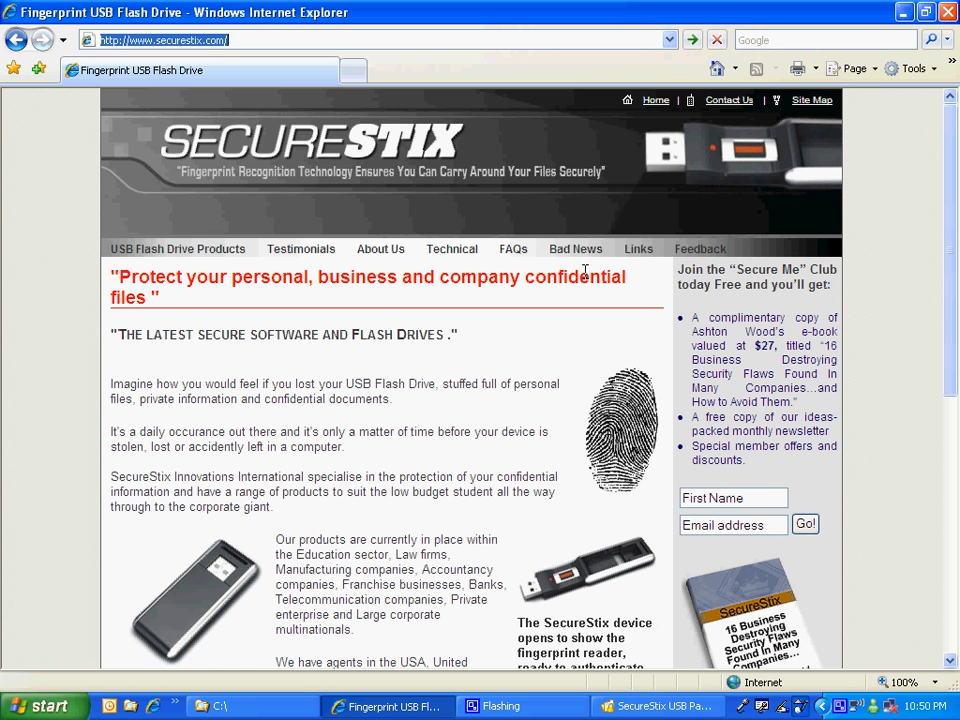 Fingerprint USB Flash Drive - Windows Internet Explorer
http://www.securestix.com/
Google
Fingerprint USB Flash Drive
Page
Tools
Home | Contact Us | Site Map
SECURESTIX
"Fingerprint Recognition Technology Ensures You Can Carry Around Your Files Securely"
USB Flash Drive Products Testimonials About Us Technical FAQs Bad News Links Feedback
"Protect your personal, business and company confidential
files "
"THE LATEST SECURE SOFTWARE AND FLASH DRIVES ."
Imagine how you would feel if you lost your USB Flash Drive, stuffed full of personal
files, private information and confidential documents.
It's a daily occurance out there and it's only a matter of time before your device is
stolen, lost or accidently left in a computer.
SecureStix Innovations International specialise in the protection of your confidential
information and have a range of products to suit the low budget student all the way
through to the corporate giant.
Our products are currently in place within
the Education sector, Law firms,
Manufacturing companies, Accountancy
companies, Franchise businesses, Banks,
Telecommunication companies, Private
enterprise and Large corporate
multinationals.
We have agents in the USA, United
The SecureStix device
opens to show the
fingerprint reader,
ready to authenticate
Join the “Secure Me” Club
today Free and you’ll get:
A complimentary copy of
Ashton Wood's e-book
valued at $27, titled “16
Business Destroying
Security Flaws Found In
Many Companies…and
How to Avoid Them.”
A free copy of our ideas-
packed monthly newsletter
Special member offers and
discounts.
First Name
Email address
Go!
SecureStix
16 Business
Destroying
Security Flaws
Found In Many
Companies...
Internet
100%
start
C:\
Fingerprint USB Fl...
Flashing
SecureStix USB Pa...
10:50 PM